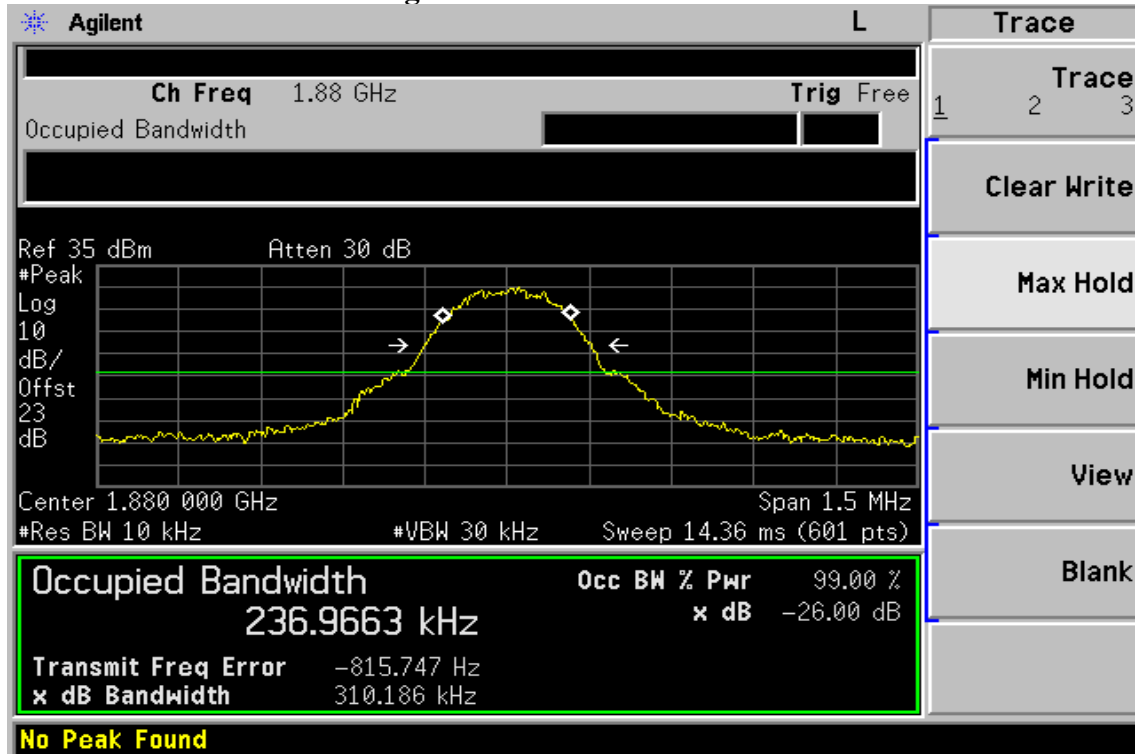 Agilent L Trace
Ch Freq 1.88 GHz Trig Free
Occupied Bandwidth
Trace
1 2 3
Clear Write
Max Hold
Min Hold
View
Blank
Ref 35 dBm Atten 30 dB
#Peak
Log
10
dB/
Offst
23
dB
Center 1.880 000 GHz Span 1.5 MHz
#Res BW 10 kHz #VBW 30 kHz Sweep 14.36 ms (601 pts)
Occupied Bandwidth Occ BW % Pwr 99.00 %
236.9663 kHz x dB -26.00 dB
Transmit Freq Error -815.747 Hz
x dB Bandwidth 310.186 kHz
No Peak Found